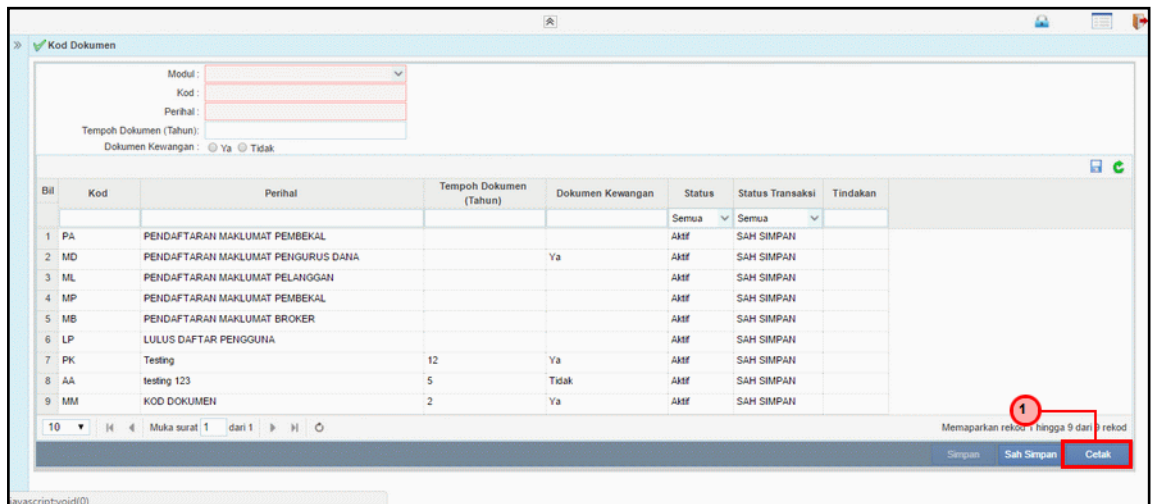 Kod Dokumen
Modul :
Kod :
Perihal :
Tempoh Dokumen (Tahun):
Dokumen Kewangan : Ya Tidak
Bil Kod Perihal Tempoh Dokumen (Tahun) Dokumen Kewangan Status Status Transaksi Tindakan
Semua Semua
1 PA PENDAFTARAN MAKLUMAT PEMBEKAL Aktif SAH SIMPAN
2 MD PENDAFTARAN MAKLUMAT PENGURUS DANA Ya Aktif SAH SIMPAN
3 ML PENDAFTARAN MAKLUMAT PELANGGAN Aktif SAH SIMPAN
4 MP PENDAFTARAN MAKLUMAT PEMBEKAL Aktif SAH SIMPAN
5 MB PENDAFTARAN MAKLUMAT BROKER Aktif SAH SIMPAN
6 LP LULUS DAFTAR PENGGUNA Aktif SAH SIMPAN
7 PK Testing 12 Ya Aktif SAH SIMPAN
8 AA testing 123 5 Tidak Aktif SAH SIMPAN
9 MM KOD DOKUMEN 2 Ya Aktif SAH SIMPAN
1
10 Muka surat 1 dari 1 Memaparkan rekod 1 hingga 9 dari 9 rekod
Simpan Sah Simpan Cetak
javascript:void(0)